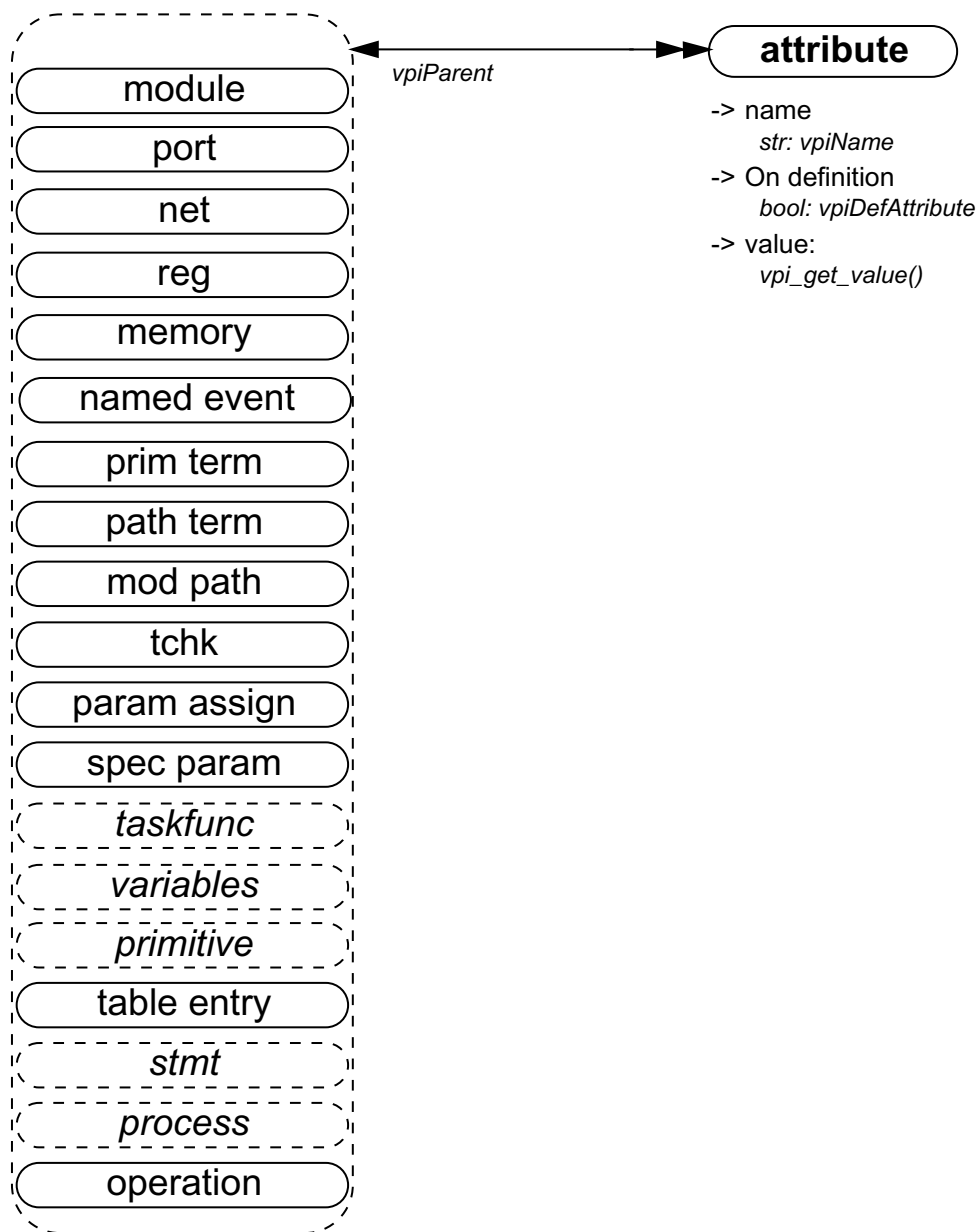 attribute
vpiParent
module
-> name
port
str: vpiName
-> On definition
net
bool: vpiDefAttribute
-> value:
reg
vpi_get_value()
memory
named event
prim term
path term
mod path
tchk
param assign
spec param
taskfunc
variables
primitive
table entry
stmt
process
operation